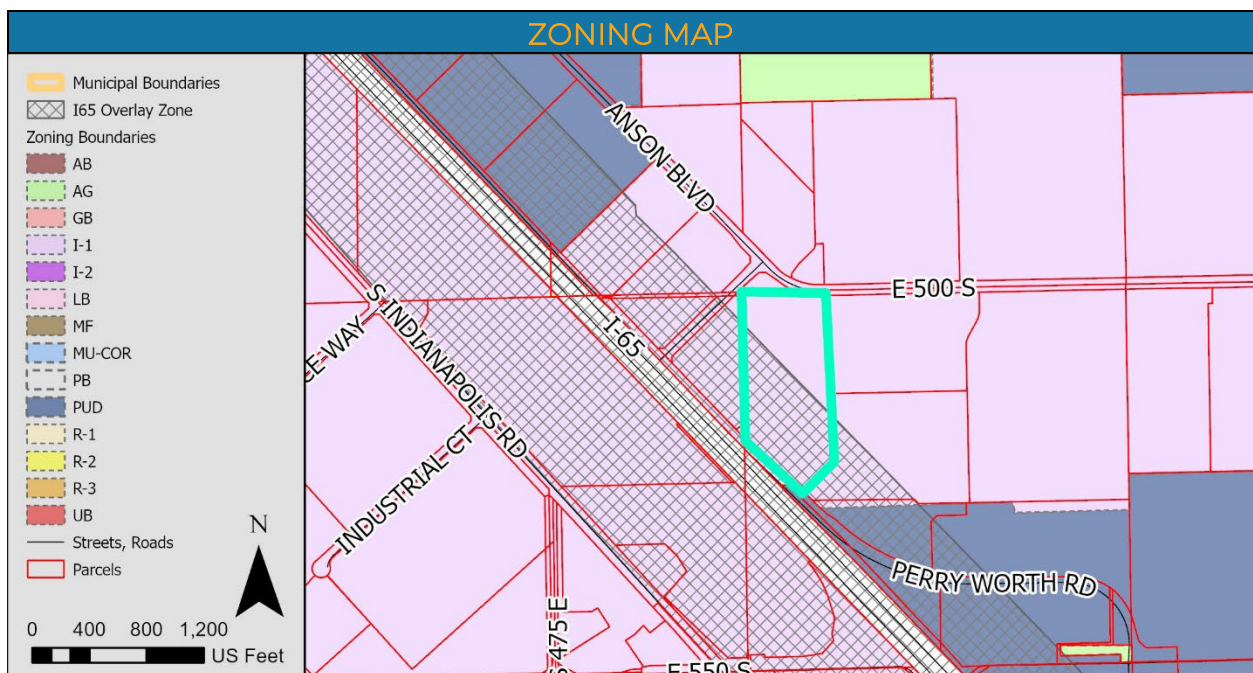 ZONING MAP
Municipal Boundaries
I65 Overlay Zone
Zoning Boundaries
AB
AG
GB
I-1
I-2
LB
MF
MU-COR
PB
PUD
R-1
R-2
R-3
UB
Streets, Roads
Parcels
N
0 400 800 1,200
US Feet
ANSON BLVD
E 500 S
I-65
S INDIANAPOLIS RD
CE WAY
INDUSTRIAL CT
PERRY WORTH RD
S 475 E
E 550 S